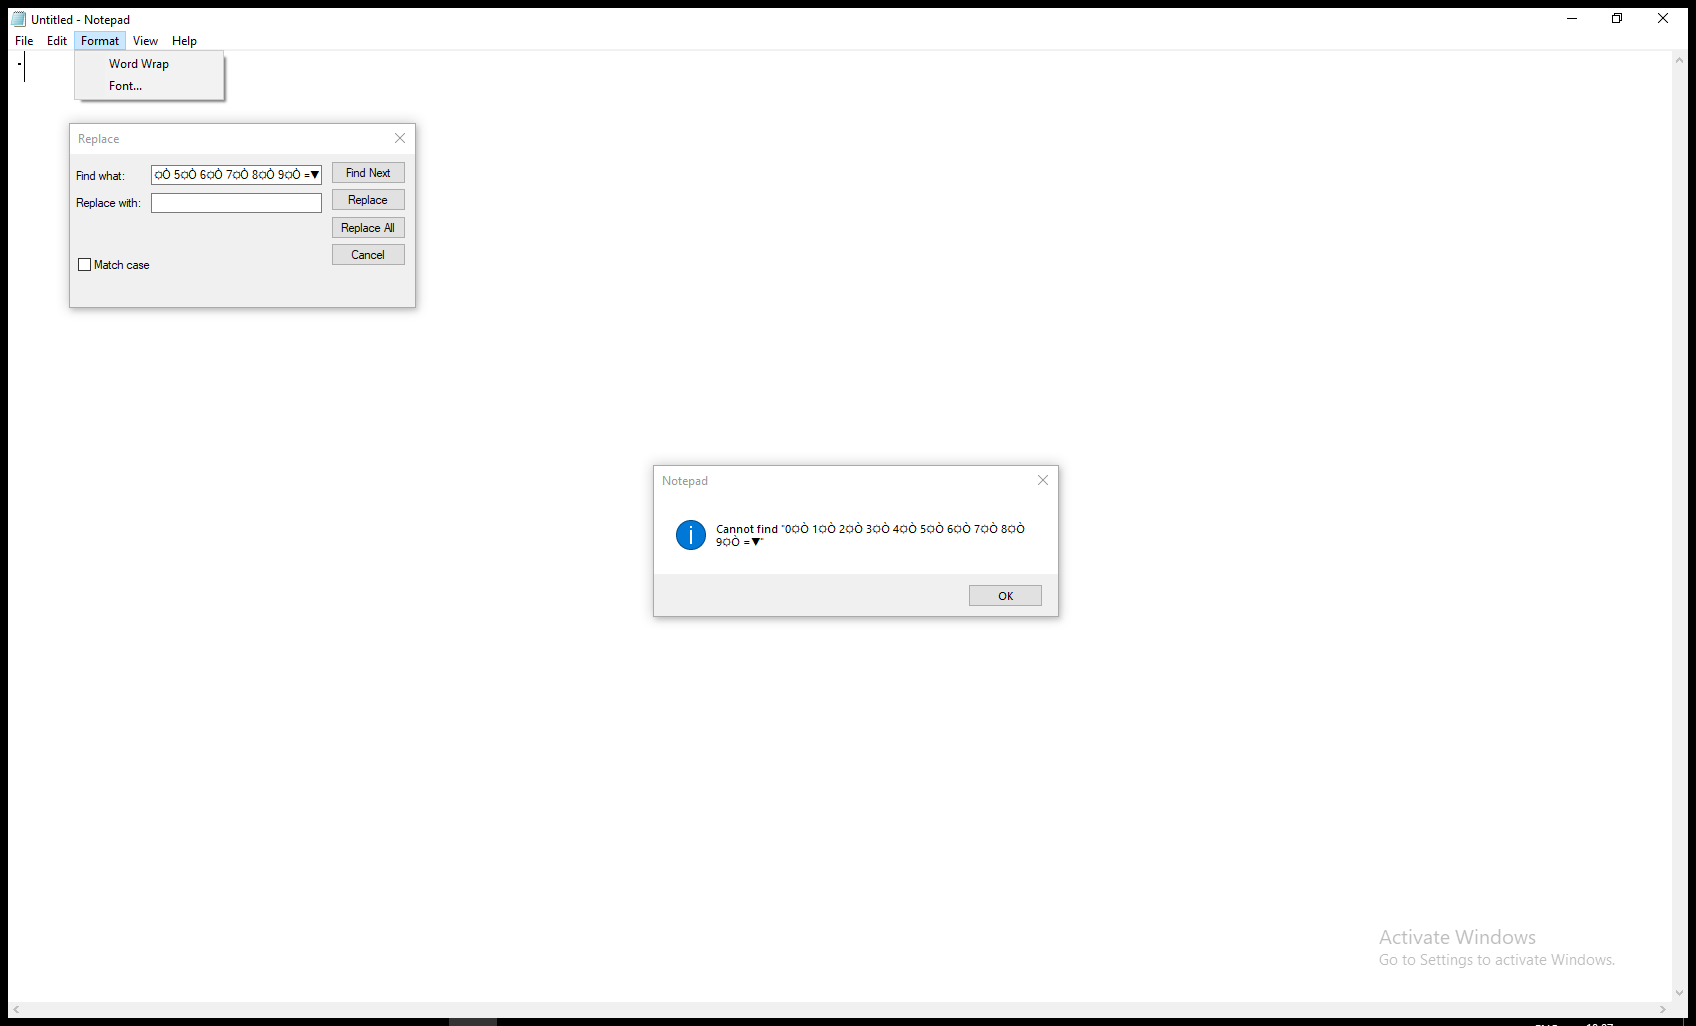 Untitled - Notepad
File Edit Format View Help
-
Word Wrap
Font...
Replace
Find what: ¤Ò 5¤Ò 6¤Ò 7¤Ò 8¤Ò 9¤Ò =▼ Find Next
Replace with: Replace
Replace All
Cancel
Match case
Notepad
Cannot find "0¤Ò 1¤Ò 2¤Ò 3¤Ò 4¤Ò 5¤Ò 6¤Ò 7¤Ò 8¤Ò
9¤Ò =▼"
OK
Activate Windows
Go to Settings to activate Windows.